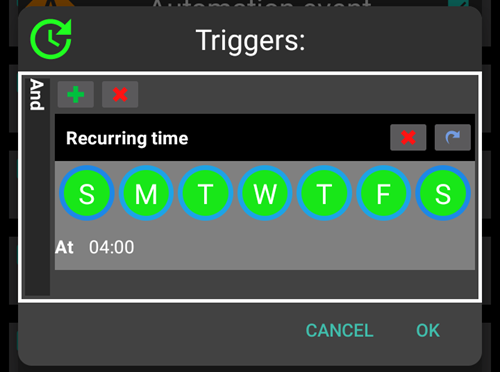 Automation event
Triggers:
And
Recurring time
S M T W T F S
At 04:00
CANCEL OK